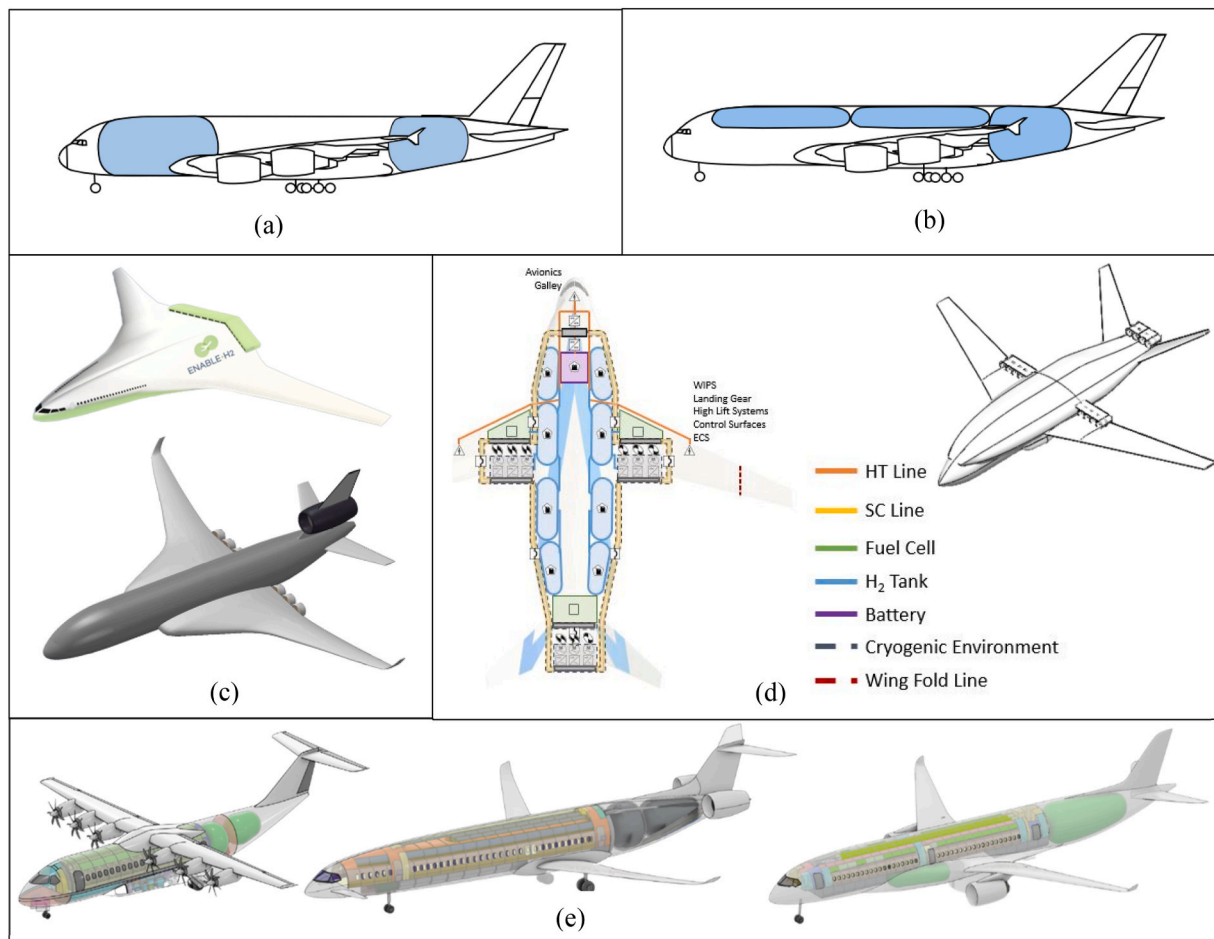 (a)
(b)
ENABLE-H2
(c)
Avionics
Galley
WIPS
Landing Gear
High Lift Systems
Control Surfaces
ECS
HT Line
SC Line
Fuel Cell
H₂ Tank
Battery
Cryogenic Environment
Wing Fold Line
(d)
(e)